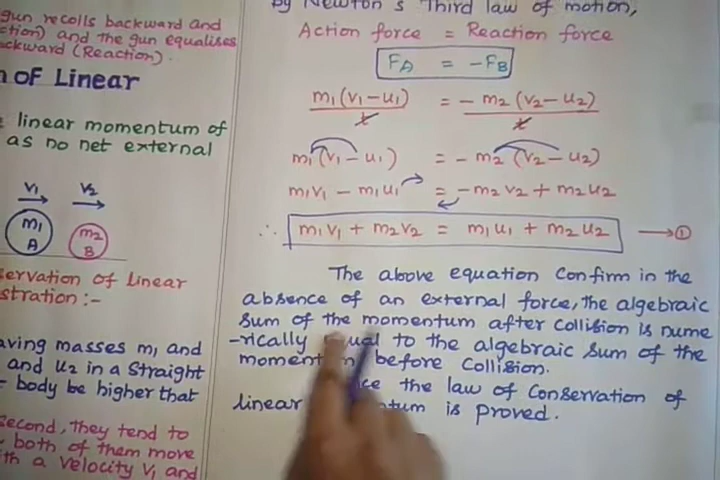 gun recoils backward and
ction) and the gun equalises
ckward (Reaction).
n of Linear
linear momentum of
as no net external
V1 V2
m1
A
m2
B
servation of Linear
stration :-
aving masses m1 and
and u2 in a straight
body be higher that
second, they tend to
both of them move
th a velocity V1 and
by Newton's Third law of motion,
Action force = Reaction force
FA = -FB
m1(v1-u1)/t = - m2(v2-u2)/t
m1(v1-u1) = - m2(v2-u2)
m1v1 - m1u1 = - m2v2 + m2u2
∴ m1v1 + m2v2 = m1u1 + m2u2 → ①
The above equation Confirm in the
absence of an external force, the algebraic
sum of the momentum after collision is nume
-rically equal to the algebraic sum of the
momentum before Collision.
the law of Conservation of
linear is proved.